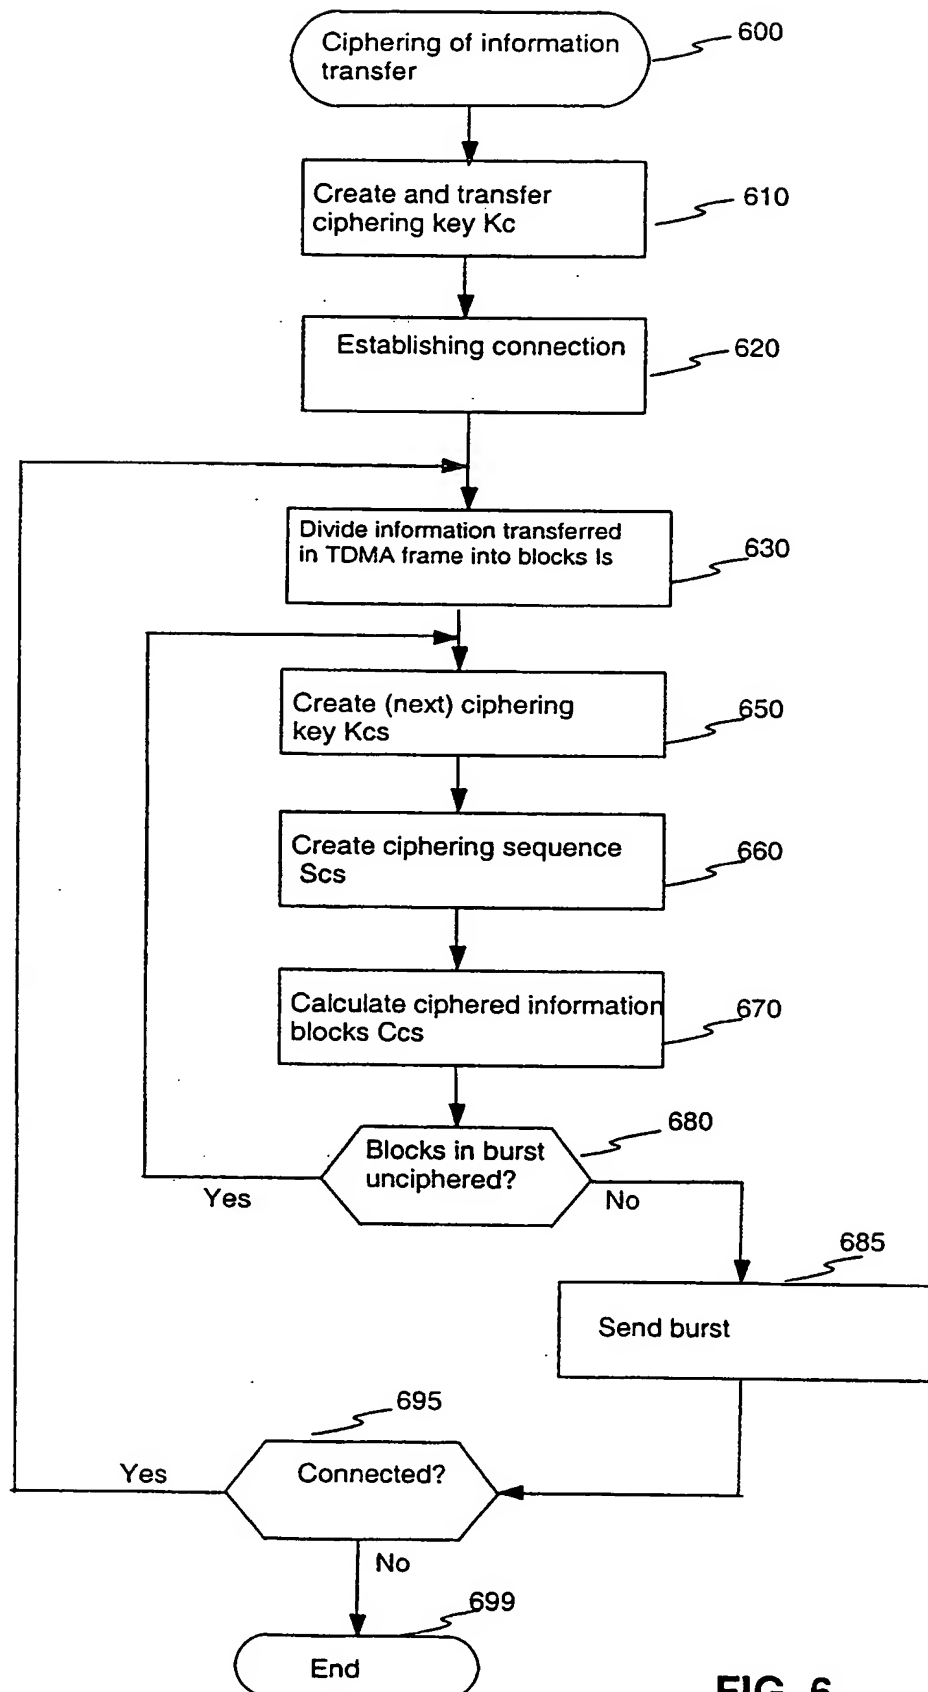 Ciphering of information
transfer
600
Create and transfer
ciphering key Kc
610
Establishing connection
620
Divide information transferred
in TDMA frame into blocks Is
630
Create (next) ciphering
key Kcs
650
Create ciphering sequence
Scs
660
Calculate ciphered information
blocks Ccs
670
680
Blocks in burst
unciphered?
Yes
No
685
Send burst
695
Connected?
Yes
No
699
End
FIG. 6